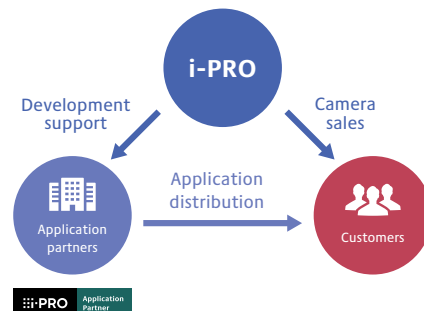 i-PRO
Development
support
Camera
sales
Application
distribution
Application
partners
Customers
i-PRO
Application
Partner